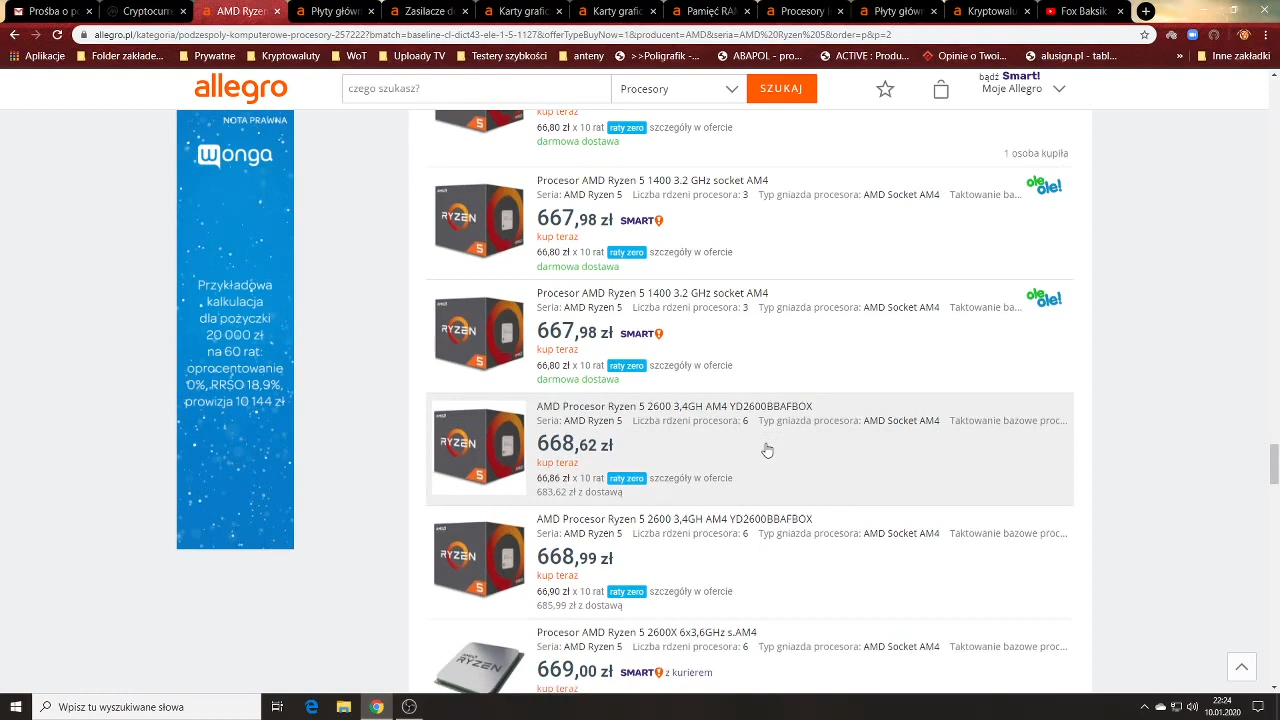 Prośba o p
Cryptocurr
AMD Ryzen
Płyty główn
Zasilacze d
Karty grafic
Karty grafic
Pamięć RA
Procesory i
Płyty główn
Kryptowalu
Fox Baksik
allegro.pl/kategoria/podzespoly-komputerowe-procesory-257222?bmatch=baseline-cl-dict43-ele-1-5-1127&offerTypeBuyNow=1&producent=AMD&seria=AMD%20Ryzen%205&order=p&p=2
Aplikacje
Kwantowość
WoT
Uploady TV
Testery szybkości
anteny
>>Poligrafik -...
ABAPOL - pro...
ACTIVE : Produ...
Opinie o Twoi...
alusign.pl - tabl...
Inne zakładki
allegro
czego szukasz?
Procesory
SZUKAJ
bądź Smart!
Moje Allegro
NOTA PRAWNA
wonga
Przykładowa
kalkulacja
dla pożyczki
20 000 zł
na 60 rat:
oprocentowanie
0%, RRSO 18,9%,
prowizja 10 144 zł
kup teraz
66,80 zł x 10 rat raty zero szczegóły w ofercie
darmowa dostawa
1 osoba kupiła
Procesor AMD Ryzen 5 1400 3.2 GHz socket AM4
Seria: AMD Ryzen 5 Liczba rdzeni procesora: 3 Typ gniazda procesora: AMD Socket AM4 Taktowanie ba...
ole ole!
667,98 zł SMART!
kup teraz
66,80 zł x 10 rat raty zero szczegóły w ofercie
darmowa dostawa
Procesor AMD Ryzen 5 1400 3.2 GHz socket AM4
Seria: AMD Ryzen 5 Liczba rdzeni procesora: 3 Typ gniazda procesora: AMD Socket AM4 Taktowanie ba...
ole ole!
667,98 zł SMART!
kup teraz
66,80 zł x 10 rat raty zero szczegóły w ofercie
darmowa dostawa
AMD Procesor Ryzen 5 2600 3,4GH AM4 YD2600BBAFBOX
Seria: AMD Ryzen 5 Liczba rdzeni procesora: 6 Typ gniazda procesora: AMD Socket AM4 Taktowanie bazowe proc...
668,62 zł
kup teraz
66,86 zł x 10 rat raty zero szczegóły w ofercie
683,62 zł z dostawą
AMD Procesor Ryzen 5 2600 3,4GH AM4 YD2600BBAFBOX
Seria: AMD Ryzen 5 Liczba rdzeni procesora: 6 Typ gniazda procesora: AMD Socket AM4 Taktowanie bazowe proc...
668,99 zł
kup teraz
66,90 zł x 10 rat raty zero szczegóły w ofercie
685,99 zł z dostawą
Procesor AMD Ryzen 5 2600X 6x3,6GHz s.AM4
Seria: AMD Ryzen 5 Liczba rdzeni procesora: 6 Typ gniazda procesora: AMD Socket AM4 Taktowanie bazowe proc...
669,00 zł SMART! z kurierem
kup teraz
RYZEN
5
RYZEN
5
RYZEN
5
RYZEN
5
RYZEN
Wpisz tu wyszukiwane słowa
22:24
10.01.2020